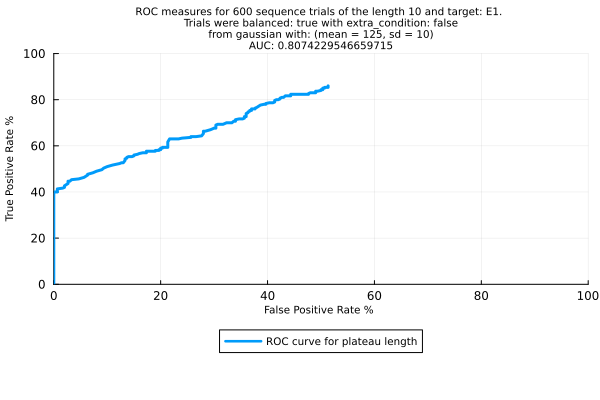 ROC measures for 600 sequence trials of the length 10 and target: E1.
Trials were balanced: true with extra_condition: false
from gaussian with: (mean = 125, sd = 10)
AUC: 0.8074229546659715
100
80
60
40
20
0
True Positive Rate %
0 20 40 60 80 100
False Positive Rate %
ROC curve for plateau length